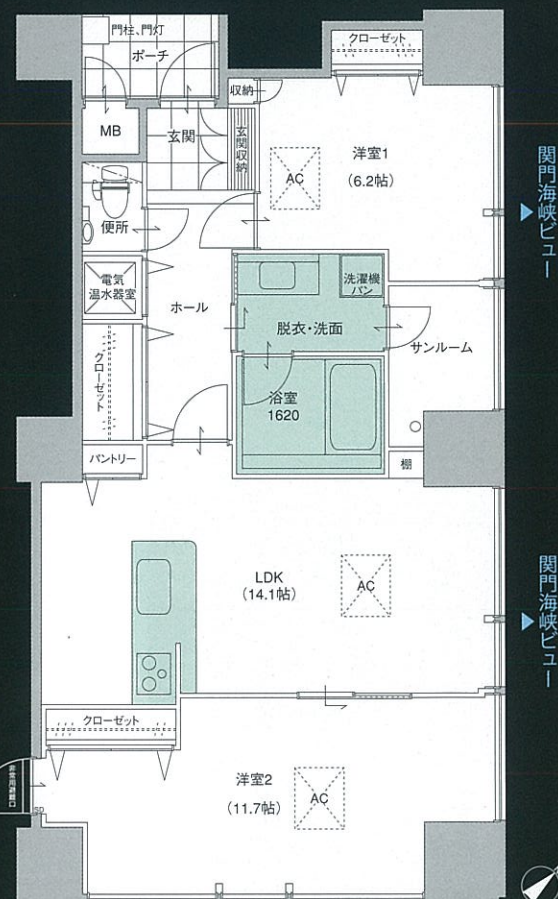 門柱、門灯
ポーチ
クローゼット
MB
玄関
収納
玄関収納
洋室1
(6.2帖)
AC
関門海峡ビュー
便所
電気
温水器室
ホール
洗濯機
パン
脱衣・洗面
サンルーム
クローゼット
浴室
1620
パントリー
棚
LDK
(14.1帖)
AC
関門海峡ビュー
クローゼット
洋室2
(11.7帖)
AC
非常用避難口
SD